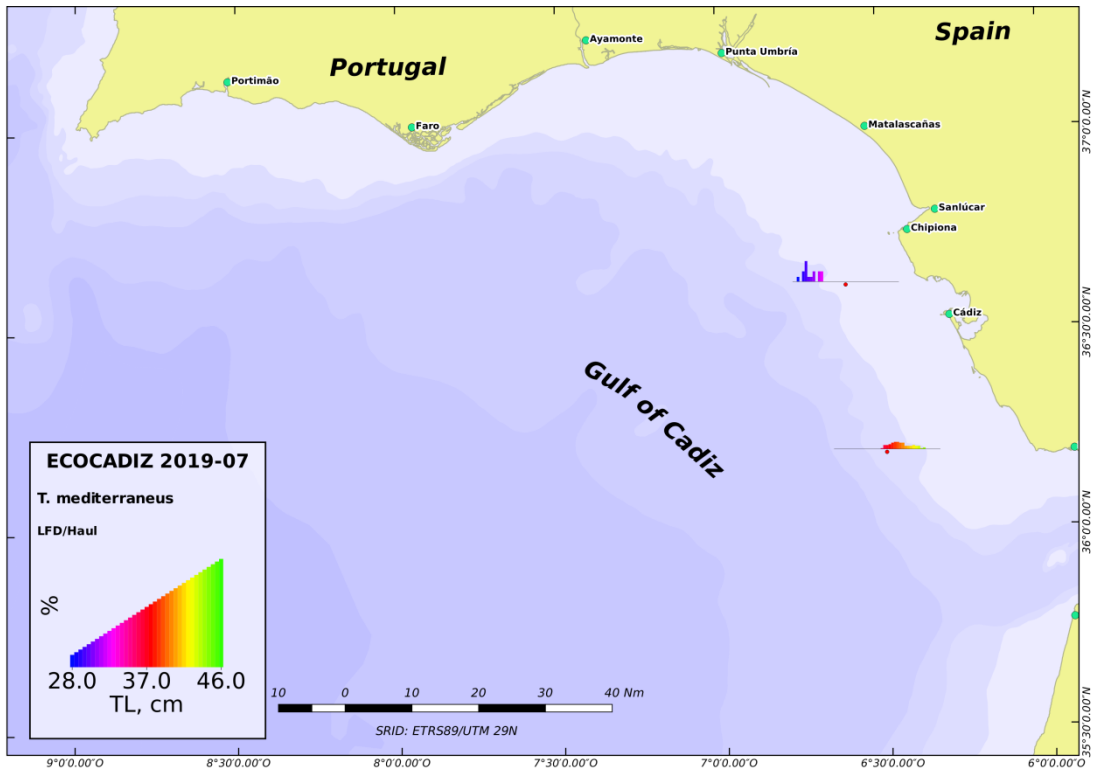 Spain
Ayamonte
Punta Umbría
Portugal
Portimão
Faro
Matalascañas
37°0'0.00"N
Sanlúcar
Chipiona
Cádiz
36°30'0.00"N
Gulf of Cadiz
36°0'0.00"N
35°30'0.00"N
ECOCADIZ 2019-07
T. mediterraneus
LFD/Haul
%
28.0 37.0 46.0
TL, cm
10 0 10 20 30 40 Nm
SRID: ETRS89/UTM 29N
9°0'0.00"O 8°30'0.00"O 8°0'0.00"O 7°30'0.00"O 7°0'0.00"O 6°30'0.00"O 6°0'0.00"O